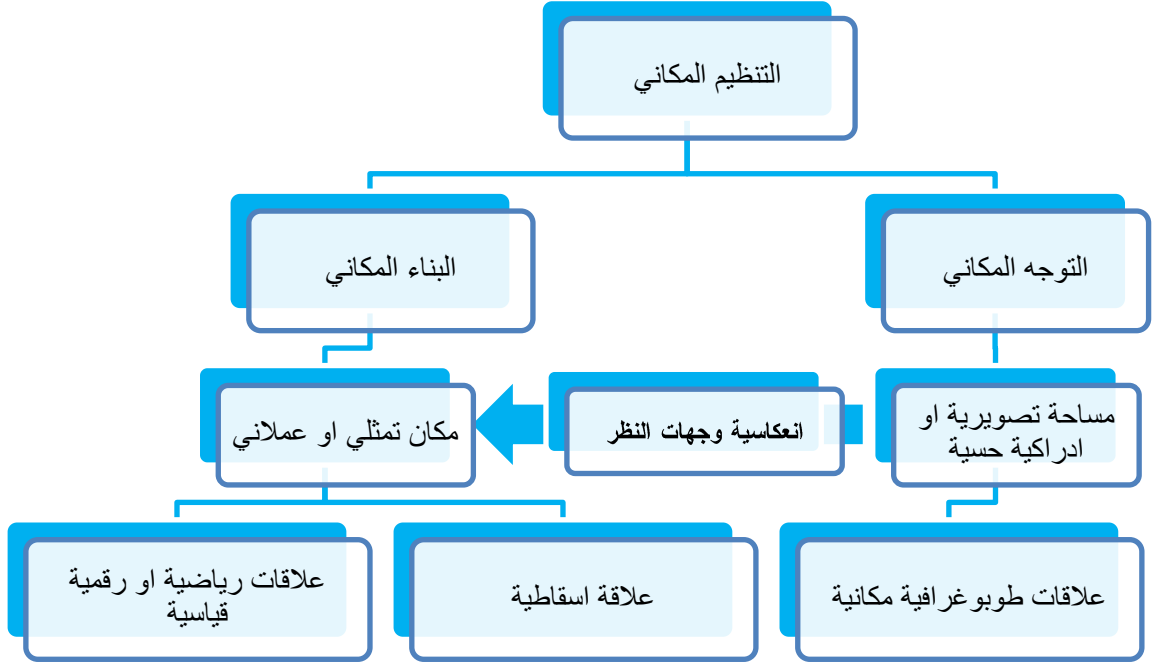 التنظيم المكاني
التوجه المكاني
البناء المكاني
مساحة تصويرية او
ادراكية حسية
انعكاسية وجهات النظر
مكان تمثلي او عملاني
علاقات طوبوغرافية مكانية
علاقة اسقاطية
علاقات رياضية او رقمية
قياسية